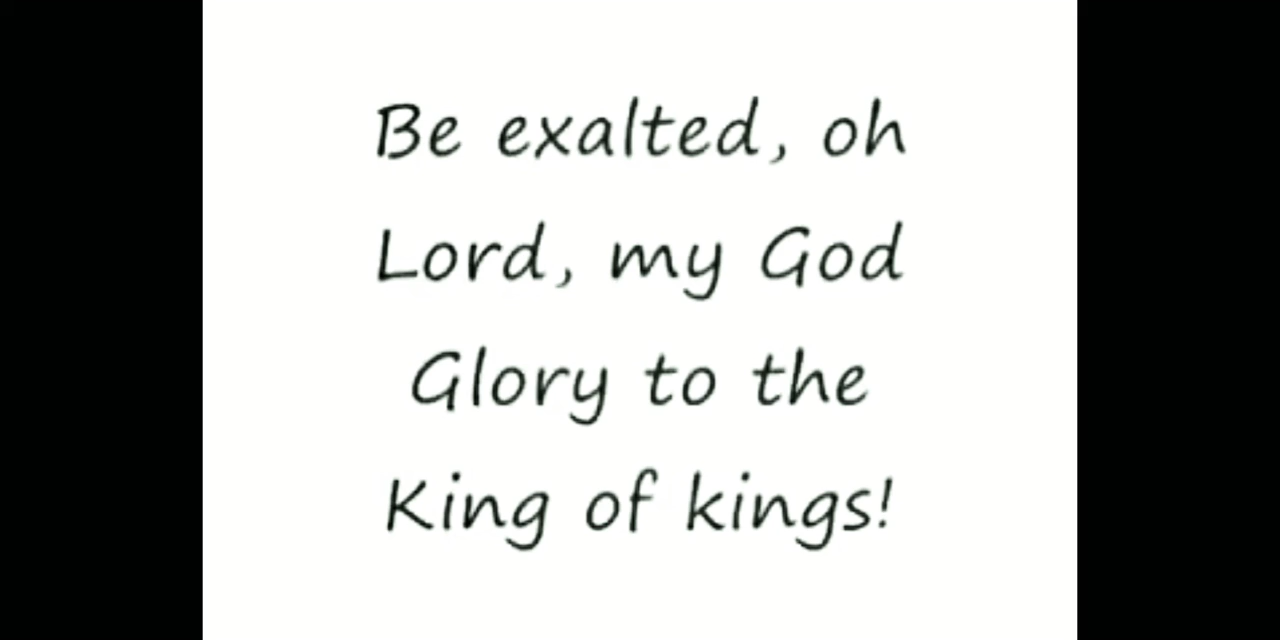 Be exalted, oh
Lord, my God
Glory to the
King of kings!